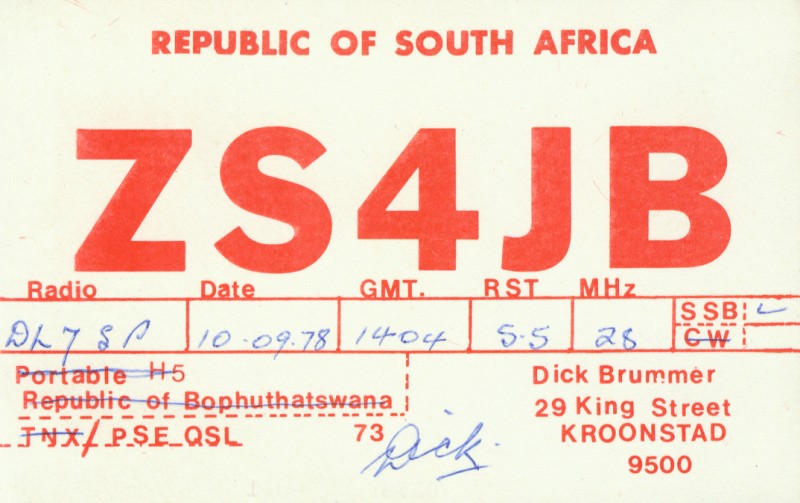 REPUBLIC OF SOUTH AFRICA
ZS4JB
Radio Date GMT. RST MHz
SSB
DL7SP 10-09.78 1404 5-5 28
CW
Portable H5
Republic of Bophuthatswana
TNX/PSE QSL 73
Dick
Dick Brummer
29 King Street
KROONSTAD
9500